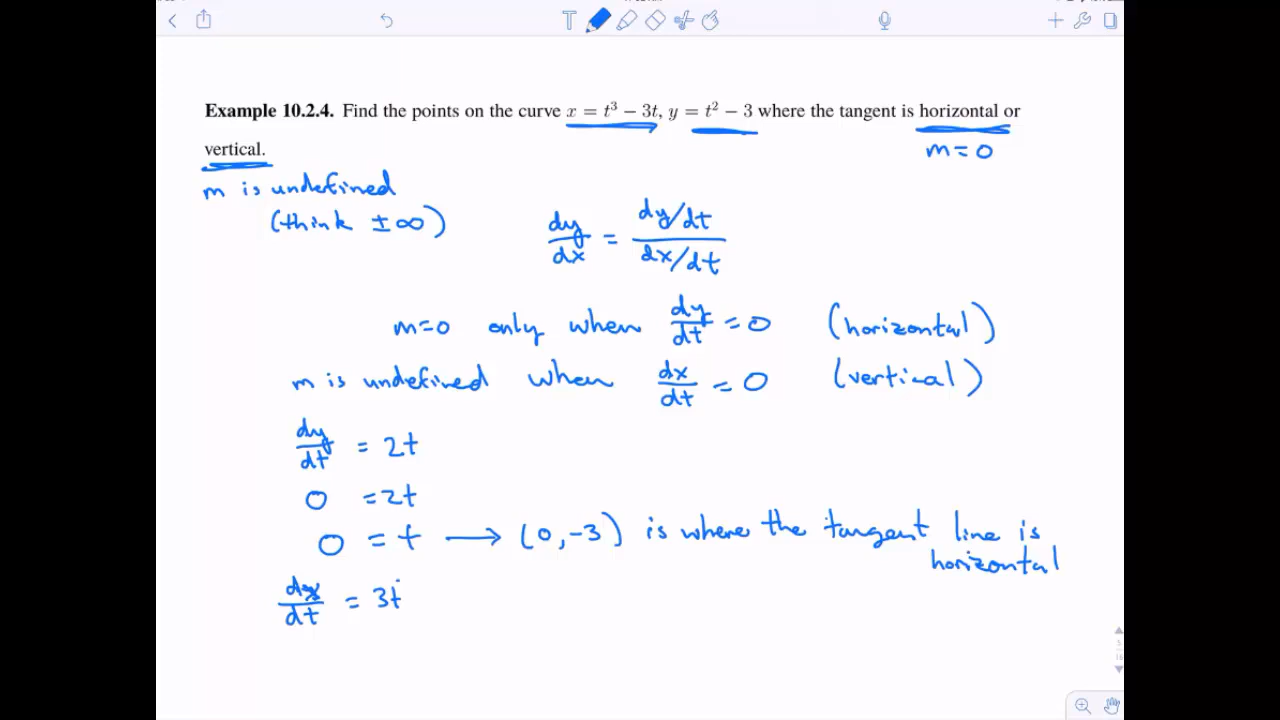 Example 10.2.4. Find the points on the curve x = t³ − 3t, y = t² − 3 where the tangent is horizontal or
vertical.
m = 0
m is undefined
(think ±∞)
dy/dx = (dy/dt)/(dx/dt)
m=0 only when dy/dt = 0 (horizontal)
m is undefined when dx/dt = 0 (vertical)
dy/dt = 2t
0 = 2t
0 = t → (0,-3) is where the tangent line is
horizontal
dx/dt = 3t